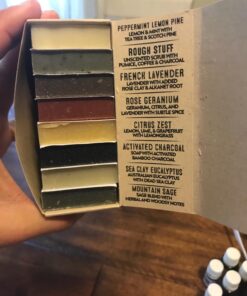 PEPPERMINT LEMON PINE
LEMON & MINT WITH
TEA TREE & SCOTCH PINE
ROUGH STUFF
UNSCENTED SCRUB WITH
PUMICE, COFFEE & CHARCOAL
FRENCH LAVENDER
LAVENDER WITH ADDED
ROSE CLAY & ALKANET ROOT
ROSE GERANIUM
GERANIUM, CITRUS, AND
LAVENDER WITH SUBTLE SPICE
CITRUS ZEST
LEMON, LIME, & GRAPEFRUIT
WITH LEMONGRASS
ACTIVATED CHARCOAL
SOAP WITH ACTIVATED
BAMBOO CHARCOAL
SEA CLAY EUCALYPTUS
AUSTRALIAN EUCALYPTUS
WITH DEAD SEA CLAY
MOUNTAIN SAGE
SAGE BLEND WITH
HERBAL AND WOODSY NOTES